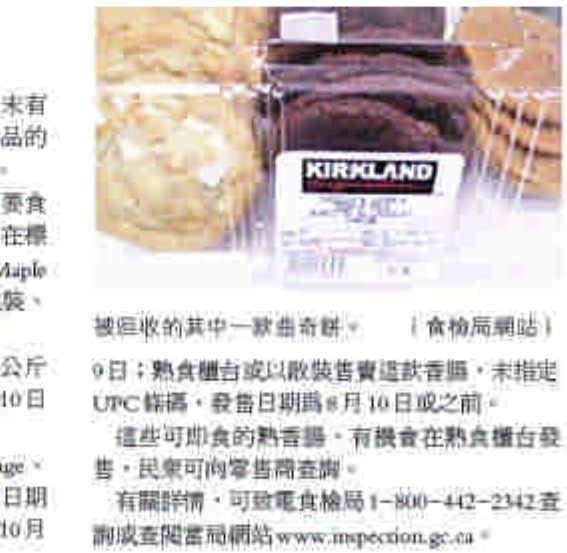 未有
品的
。
要食
在標
Maple
裝、
公斤
10日
age、
日期
10月
KIRKLAND
被回收的其中一款曲奇餅。 （食檢局網站）
9日；熟食櫃台或以散裝售賣這款香腸，未指定
UPC條碼，發售日期為8月10日或之前。
這些可即食的熟香腸，有機會在熟食櫃台發
售，民眾可向零售商查詢。
有關詳情，可致電食檢局1-800-442-2342查
詢或查閱當局網站www.inspection.gc.ca。